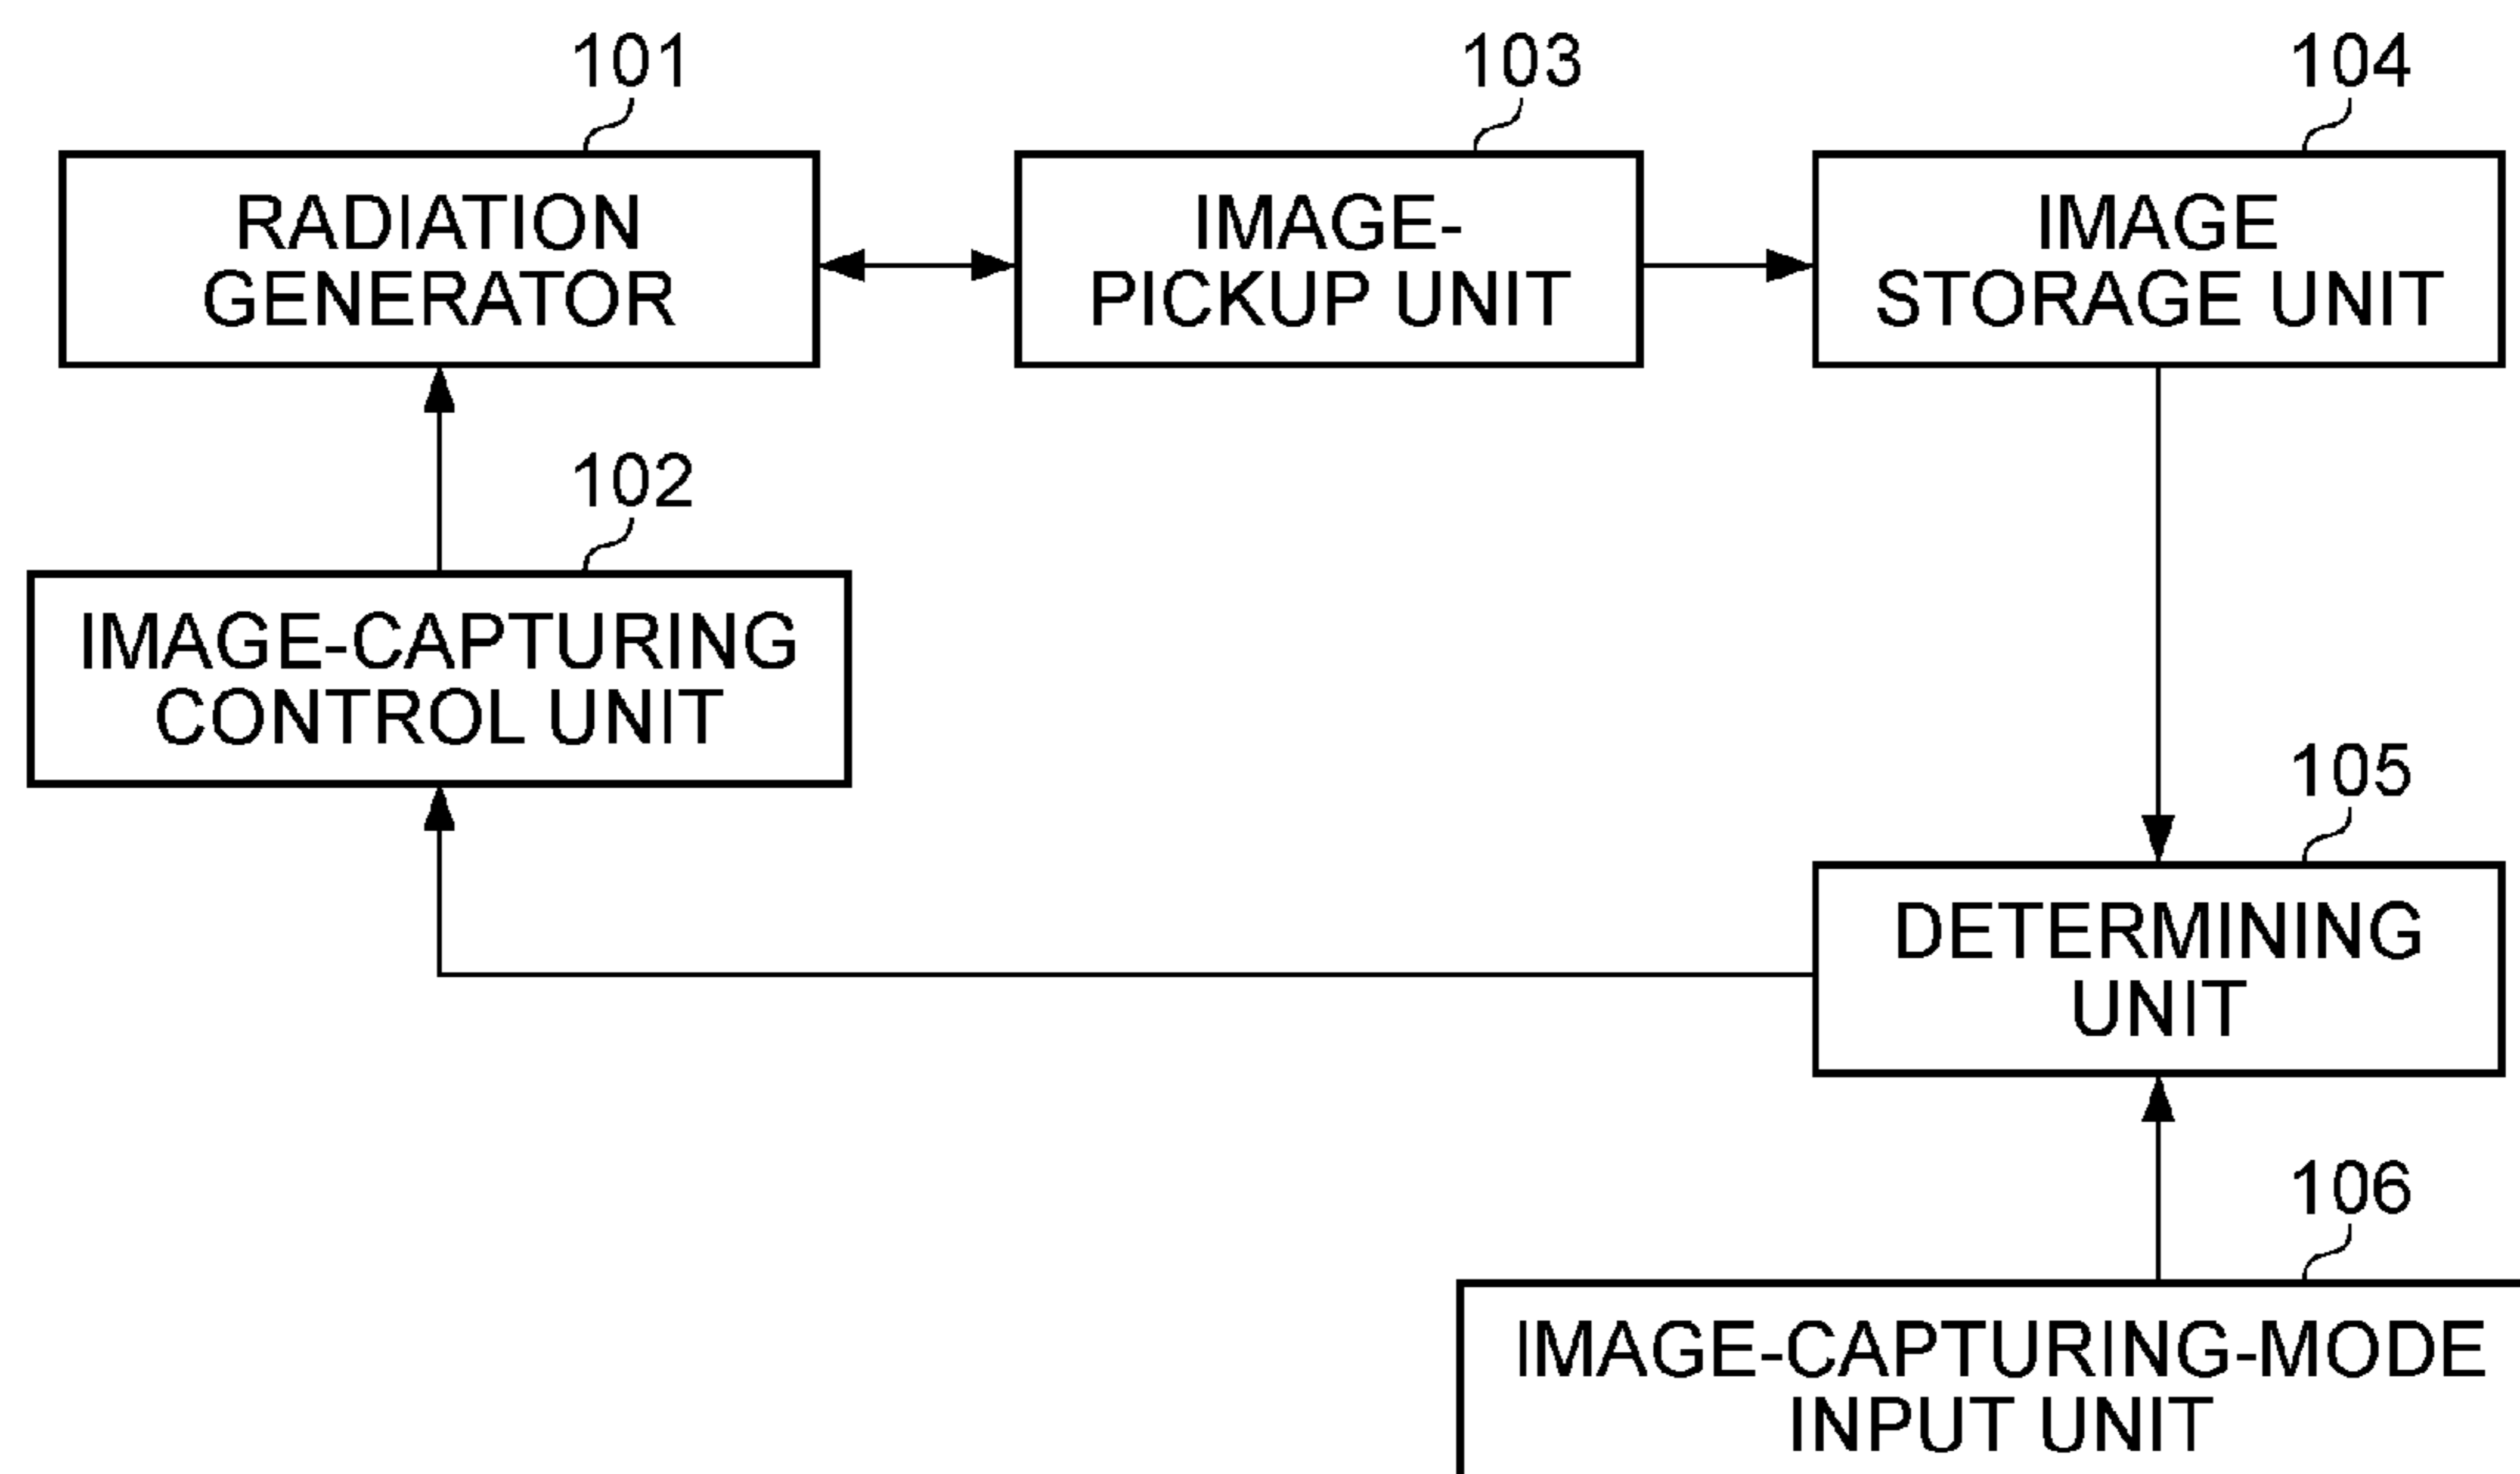 101
RADIATION
GENERATOR
103
IMAGE-
PICKUP UNIT
104
IMAGE
STORAGE UNIT
102
IMAGE-CAPTURING
CONTROL UNIT
105
DETERMINING
UNIT
106
IMAGE-CAPTURING-MODE
INPUT UNIT